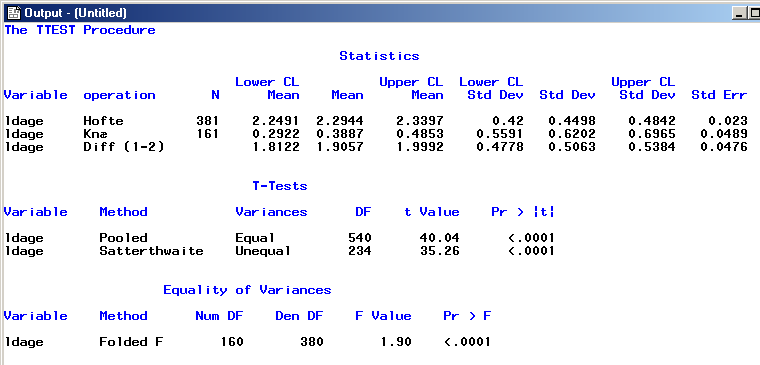 Output - (Untitled)
The TTEST Procedure
Statistics
Lower CL Upper CL Lower CL Upper CL
Variable operation N Mean Mean Mean Std Dev Std Dev Std Dev Std Err
ldage Hofte 381 2.2491 2.2944 2.3397 0.42 0.4498 0.4842 0.023
ldage Knæ 161 0.2922 0.3887 0.4853 0.5591 0.6202 0.6965 0.0489
ldage Diff (1-2) 1.8122 1.9057 1.9992 0.4778 0.5063 0.5384 0.0476
T-Tests
Variable Method Variances DF t Value Pr > |t|
ldage Pooled Equal 540 40.04 <.0001
ldage Satterthwaite Unequal 234 35.26 <.0001
Equality of Variances
Variable Method Num DF Den DF F Value Pr > F
ldage Folded F 160 380 1.90 <.0001